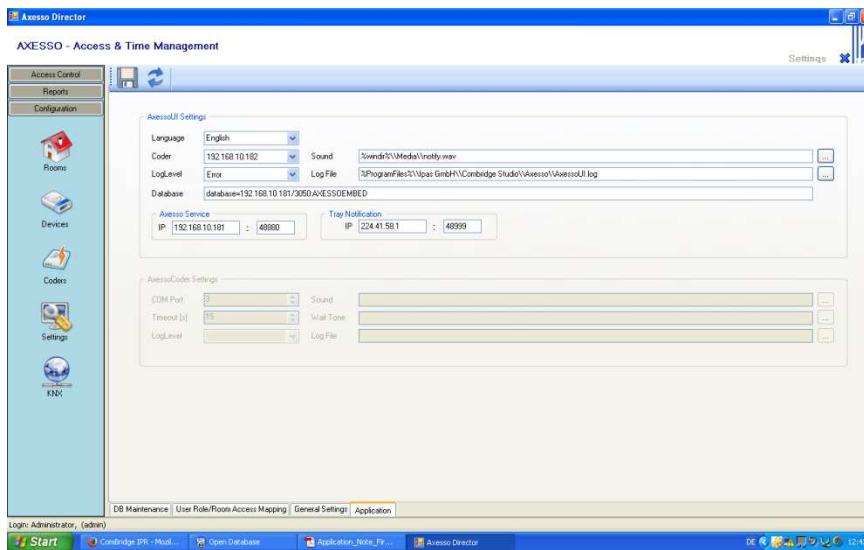 Axesso Director
AXESSO - Access & Time Management
Settings
Access Control
Reports
Configuration
Rooms
Devices
Coders
Settings
KNX
AxessoUI Settings
Language English
Coder 192.168.10.182 Sound %windir%\\Media\\notify.wav ...
LogLevel Error Log File %ProgramFiles%\\Ipas GmbH\\Combridge Studio\\Axesso\\AxessoUI.log ...
Database database=192.168.10.181/3050:AXESSOEMBED
Axesso Service Tray Notification
IP 192.168.10.181 : 48880 IP 224.41.58.1 : 48999
AxessoCoder Settings
COM Port 3 Sound ...
Timeout [s] 15 Wait Tone ...
LogLevel Log File ...
DB Maintenance User Role/Room Access Mapping General Settings Application
Login: Administrator, (admin)
Start ComBridge IPR - Mozil... Open Database Application_Note_Fir... Axesso Director DE